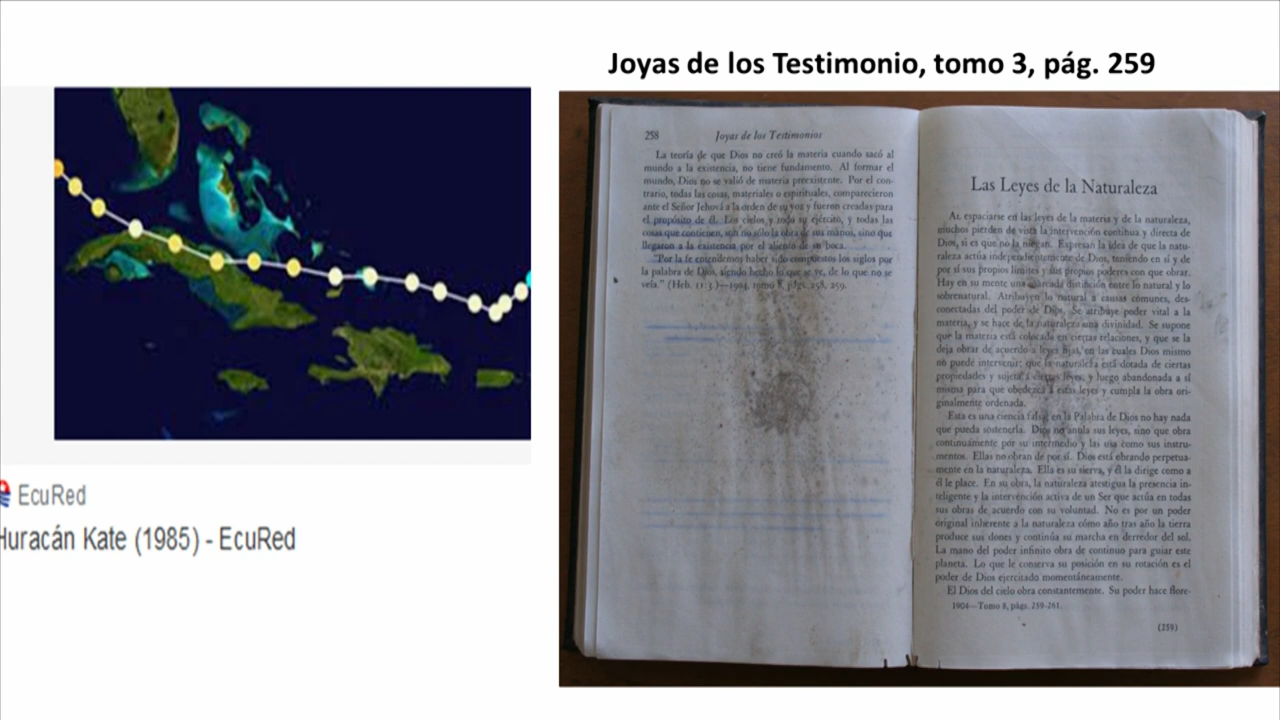 Joyas de los Testimonio, tomo 3, pág. 259
EcuRed
Huracán Kate (1985) - EcuRed
258
Joyas de los Testimonios
La teoría de que Dios no creó la materia cuando sacó al
mundo a la existencia, no tiene fundamento. Al formar el
mundo, Dios no se valió de materia preexistente. Por el con-
trario, todas las cosas, materiales o espirituales, comparecieron
ante el Señor Jehová a la orden de su voz y fueron creadas para
el propósito de él. Los cielos y todo su ejército, y todas las
cosas que contienen, son no sólo la obra de sus manos, sino que
llegaron a la existencia por el aliento de su boca.
"Por la fe entendemos haber sido compuestos los siglos por
la palabra de Dios, siendo hecho lo que se ve, de lo que no se
veía." (Heb. 11:3.)—1904, tomo 8, págs. 258, 259.
Las Leyes de la Naturaleza
AL espaciarse en las leyes de la materia y de la naturaleza,
muchos pierden de vista la intervención continua y directa de
Dios, si es que no la niegan. Expresan la idea de que la natu-
raleza actúa independientemente de Dios, teniendo en sí y de
por sí sus propios límites y sus propios poderes con que obrar.
Hay en su mente una marcada distinción entre lo natural y lo
sobrenatural. Atribuyen lo natural a causas comunes, des-
conectadas del poder de Dios. Se atribuye poder vital a la
materia, y se hace de la naturaleza una divinidad. Se supone
que la materia está colocada en ciertas relaciones, y que se la
deja obrar de acuerdo a leyes fijas, en las cuales Dios mismo
no puede intervenir; que la naturaleza está dotada de ciertas
propiedades y sujeta a ciertas leyes, y luego abandonada a sí
misma para que obedezca a estas leyes y cumpla la obra ori-
ginalmente ordenada.
Esta es una ciencia falsa; en la Palabra de Dios no hay nada
que pueda sostenerla. Dios no anula sus leyes, sino que obra
continuamente por su intermedio y las usa como sus instru-
mentos. Ellas no obran de por sí. Dios está obrando perpetua-
mente en la naturaleza. Ella es su sierva, y él la dirige como a
él le place. En su obra, la naturaleza atestigua la presencia in-
teligente y la intervención activa de un Ser que actúa en todas
sus obras de acuerdo con su voluntad. No es por un poder
original inherente a la naturaleza cómo año tras año la tierra
produce sus dones y continúa su marcha en derredor del sol.
La mano del poder infinito obra de continuo para guiar este
planeta. Lo que le conserva su posición en su rotación es el
poder de Dios ejercitado momentáneamente.
El Dios del cielo obra constantemente. Su poder hace flore-
1904—Tomo 8, págs. 259-261.
(259)